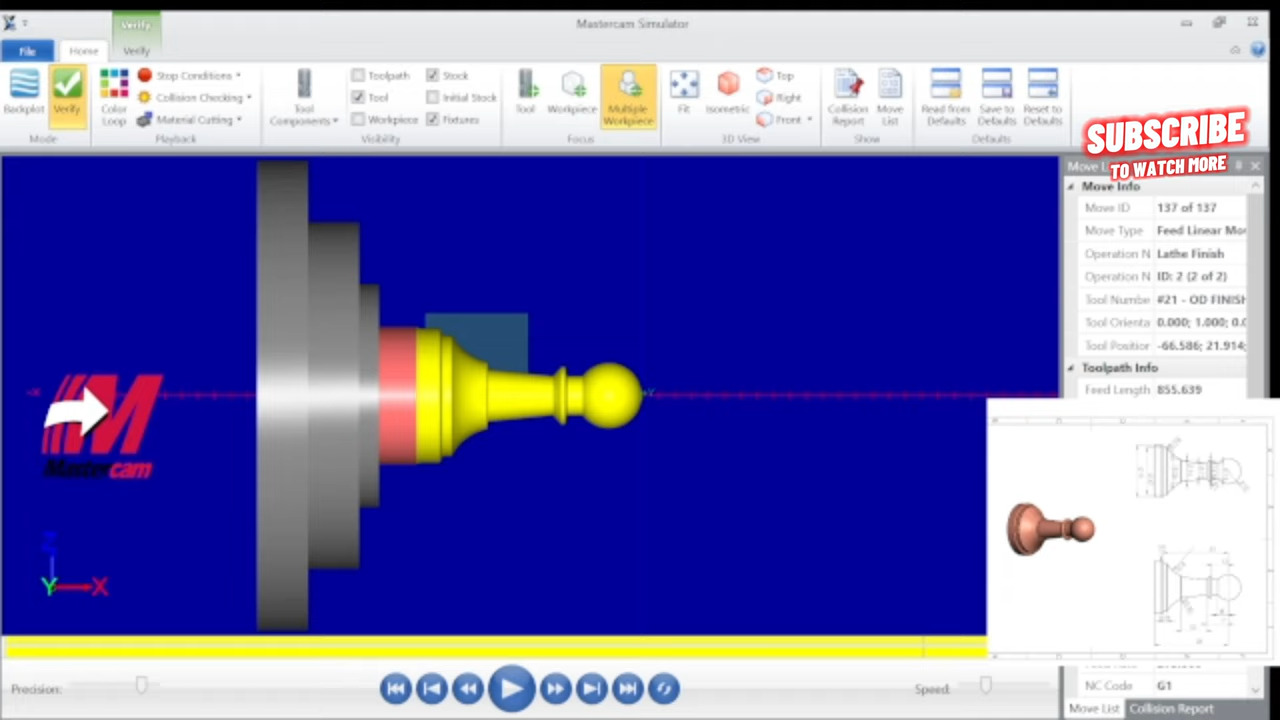 Mastercam Simulator
Verify
File Home Verify
Backplot
Verify
Mode
Color Loop
Stop Conditions
Collision Checking
Material Cutting
Playback
Tool Components
Toolpath
Tool
Workpiece
Stock
Initial Stock
Fixtures
Visibility
Tool
Workpiece
Multiple Workpiece
Focus
Fit
Isometric
Top
Right
Front
3D View
Collision Report
Move List
Show
Read from Defaults
Save to Defaults
Reset to Defaults
Defaults
SUBSCRIBE
TO WATCH MORE
Move L
Move Info
Move ID 137 of 137
Move Type Feed Linear Mo
Operation N Lathe Finish
Operation N ID: 2 (2 of 2)
Tool Numbe #21 - OD FINISH
Tool Orienta 0.000; 1.000; 0.0
Tool Position -66.586; 21.914;
Toolpath Info
Feed Length 855.639
Mastercam
Y X
Precision:
Speed:
NC Code G1
Move List Collision Report